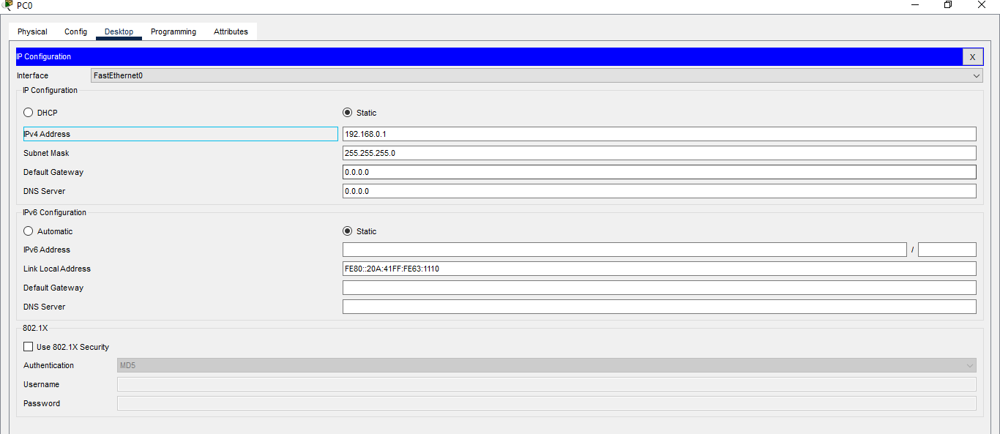 PC0
Physical Config Desktop Programming Attributes
IP Configuration X
Interface FastEthernet0
IP Configuration
DHCP Static
IPv4 Address 192.168.0.1
Subnet Mask 255.255.255.0
Default Gateway 0.0.0.0
DNS Server 0.0.0.0
IPv6 Configuration
Automatic Static
IPv6 Address /
Link Local Address FE80::20A:41FF:FE63:1110
Default Gateway
DNS Server
802.1X
Use 802.1X Security
Authentication MD5
Username
Password